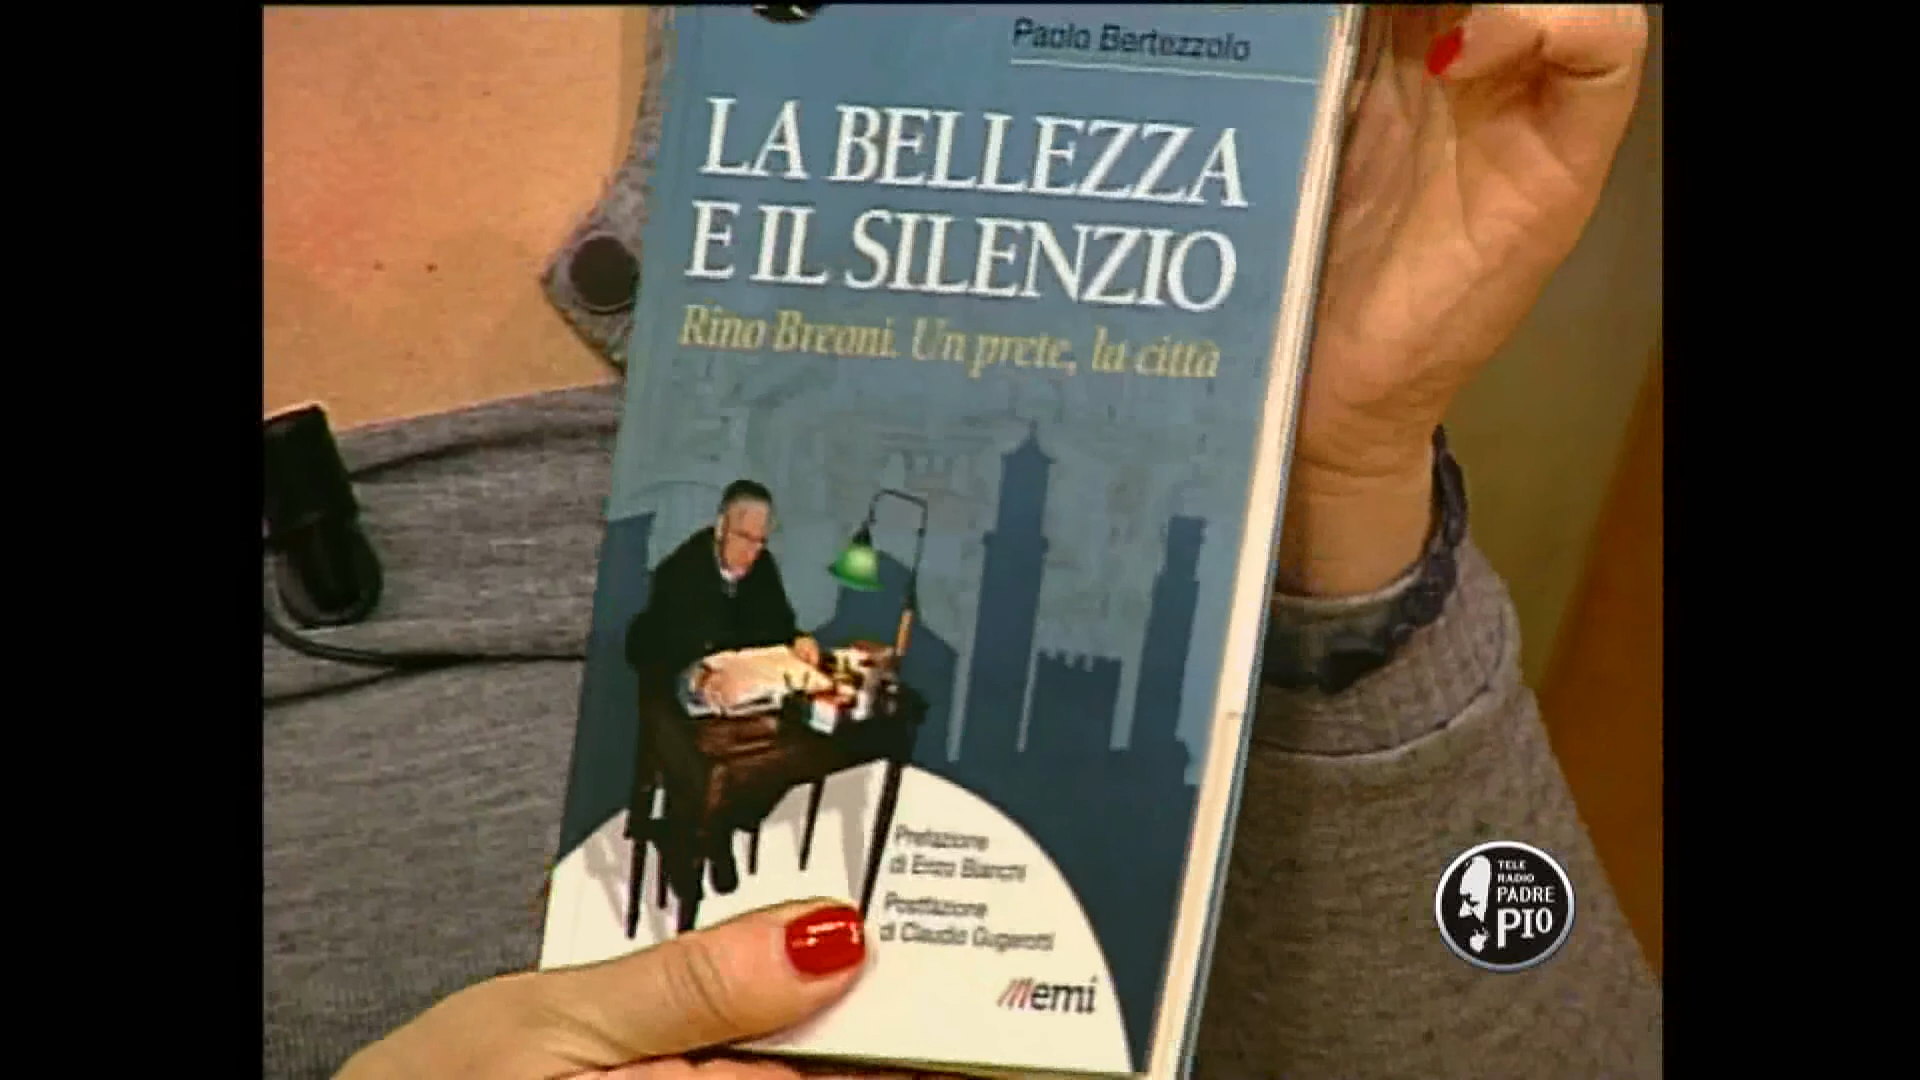 Paolo Bertezzolo
LA BELLEZZA
E IL SILENZIO
Rino Breoni. Un prete, la città
Prefazione
di Enzo Bianchi
Postfazione
di Claudio Gugerotti
emi
TELE
RADIO
PADRE
PIO